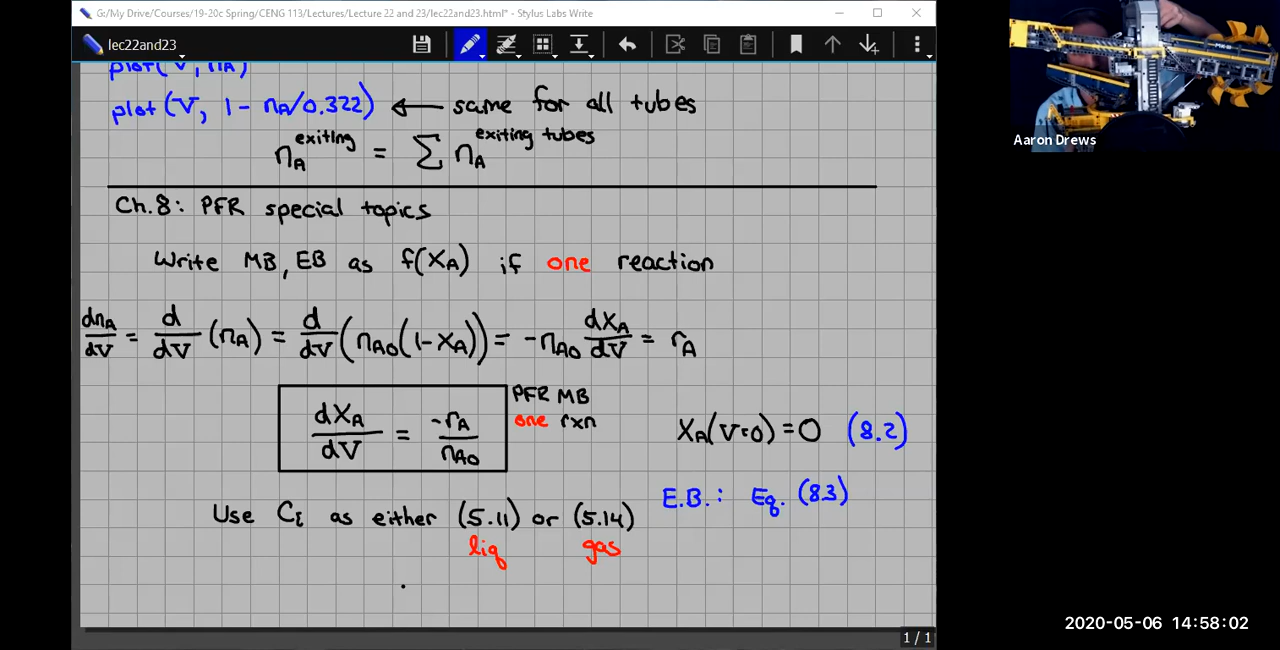 G:/My Drive/Courses/19-20c Spring/CENG 113/Lectures/Lecture 22 and 23/lec22and23.html* - Stylus Labs Write
lec22and23
plot(V, nA)
plot(V, 1 - nA/0.322) ← same for all tubes
nA^exiting = Σ nA^exiting tubes
Ch.8: PFR special topics
Write MB, EB as f(XA) if one reaction
dnA/dV = d/dV (nA) = d/dV (nA0(1-XA)) = -nA0 dXA/dV = rA
dXA/dV = -rA/nA0
PFR MB
one rxn
XA(V=0) = 0 (8.2)
E.B.: Eq. (8.3)
Use Ci as either (5.11) or (5.14)
liq gas
1 / 1
Aaron Drews
2020-05-06 14:58:02